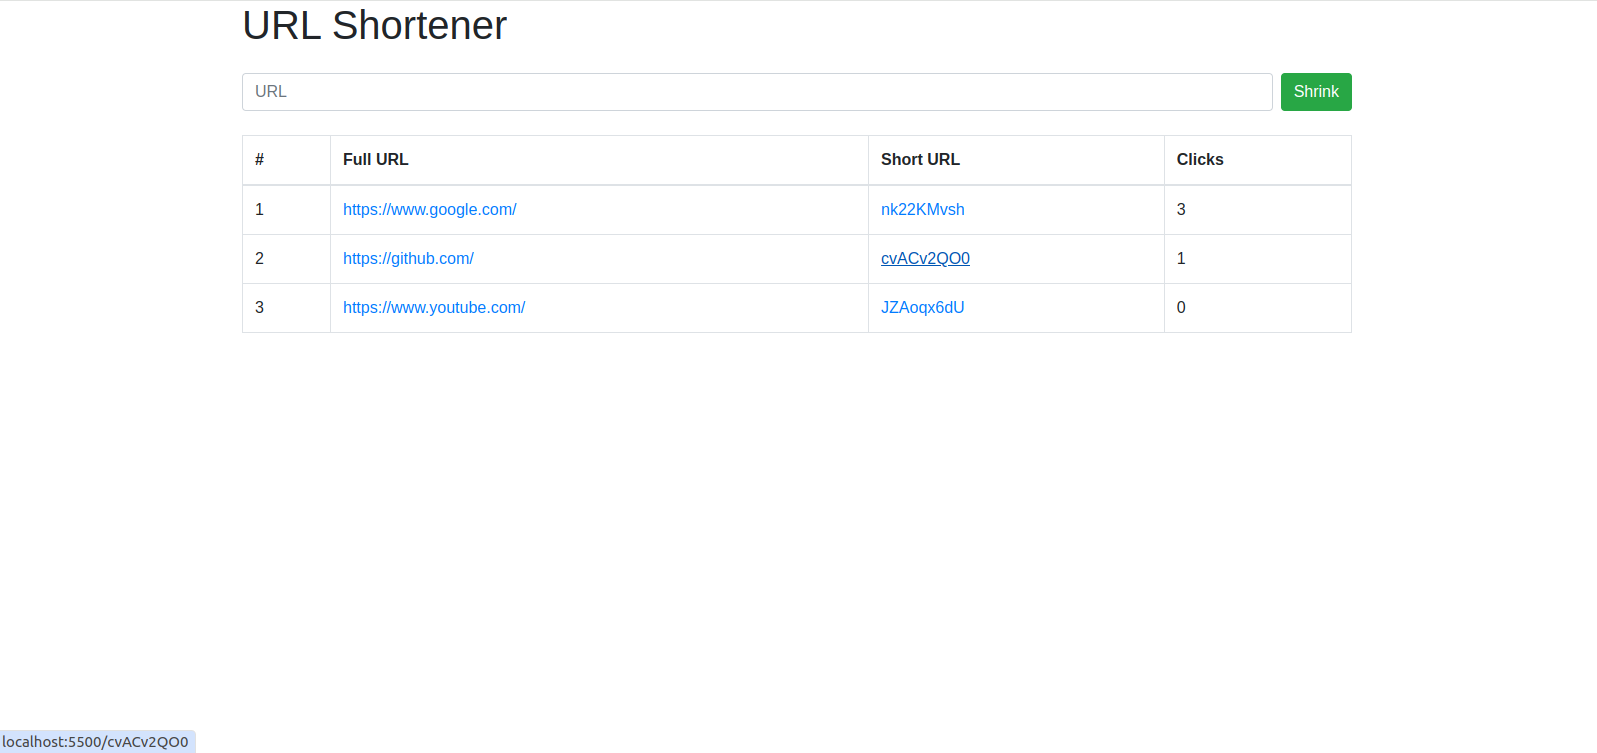 URL Shortener
URL
Shrink
# Full URL Short URL Clicks
1 https://www.google.com/ nk22KMvsh 3
2 https://github.com/ cvACv2QO0 1
3 https://www.youtube.com/ JZAoqx6dU 0
localhost:5500/cvACv2QO0